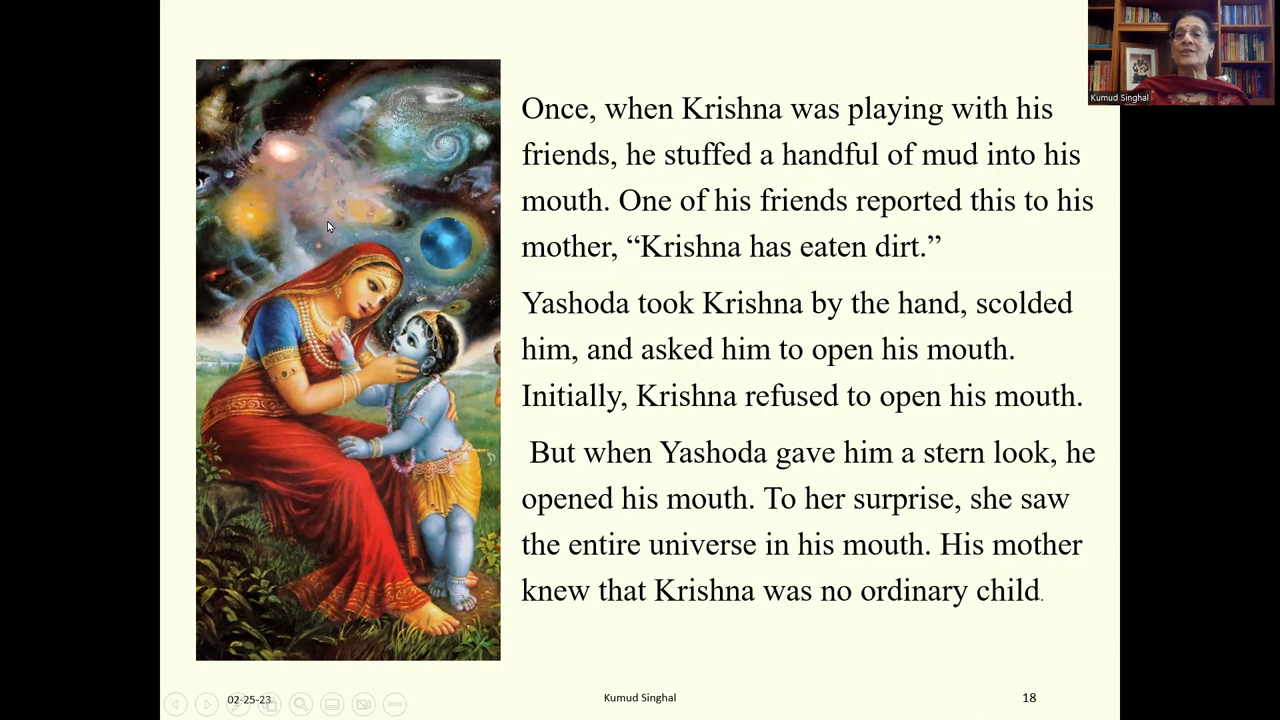 Kumud Singhal
Once, when Krishna was playing with his
friends, he stuffed a handful of mud into his
mouth. One of his friends reported this to his
mother, “Krishna has eaten dirt.”
Yashoda took Krishna by the hand, scolded
him, and asked him to open his mouth.
Initially, Krishna refused to open his mouth.
But when Yashoda gave him a stern look, he
opened his mouth. To her surprise, she saw
the entire universe in his mouth. His mother
knew that Krishna was no ordinary child.
02-25-23
Kumud Singhal
18